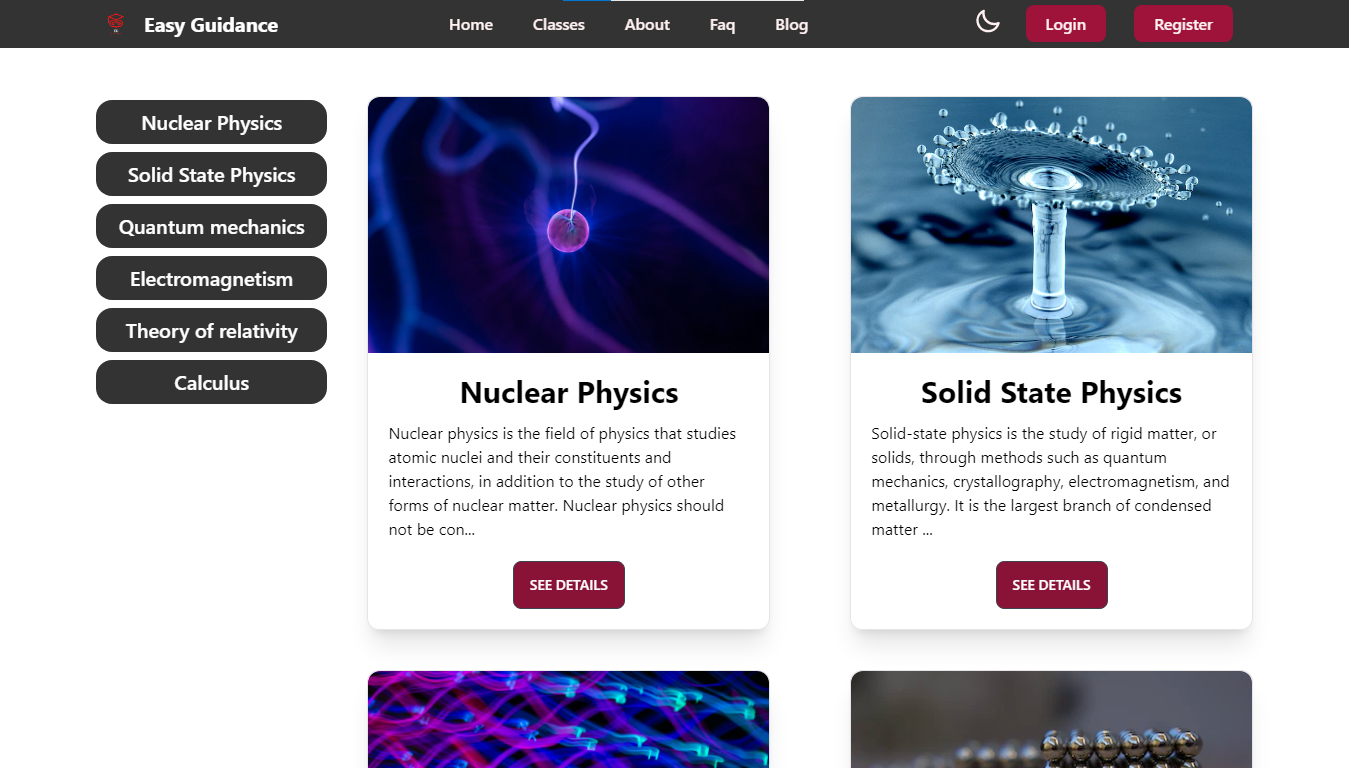 Easy Guidance
Home
Classes
About
Faq
Blog
Login
Register
Nuclear Physics
Solid State Physics
Quantum mechanics
Electromagnetism
Theory of relativity
Calculus
Nuclear Physics
Nuclear physics is the field of physics that studies
atomic nuclei and their constituents and
interactions, in addition to the study of other
forms of nuclear matter. Nuclear physics should
not be con...
SEE DETAILS
Solid State Physics
Solid-state physics is the study of rigid matter, or
solids, through methods such as quantum
mechanics, crystallography, electromagnetism, and
metallurgy. It is the largest branch of condensed
matter ...
SEE DETAILS